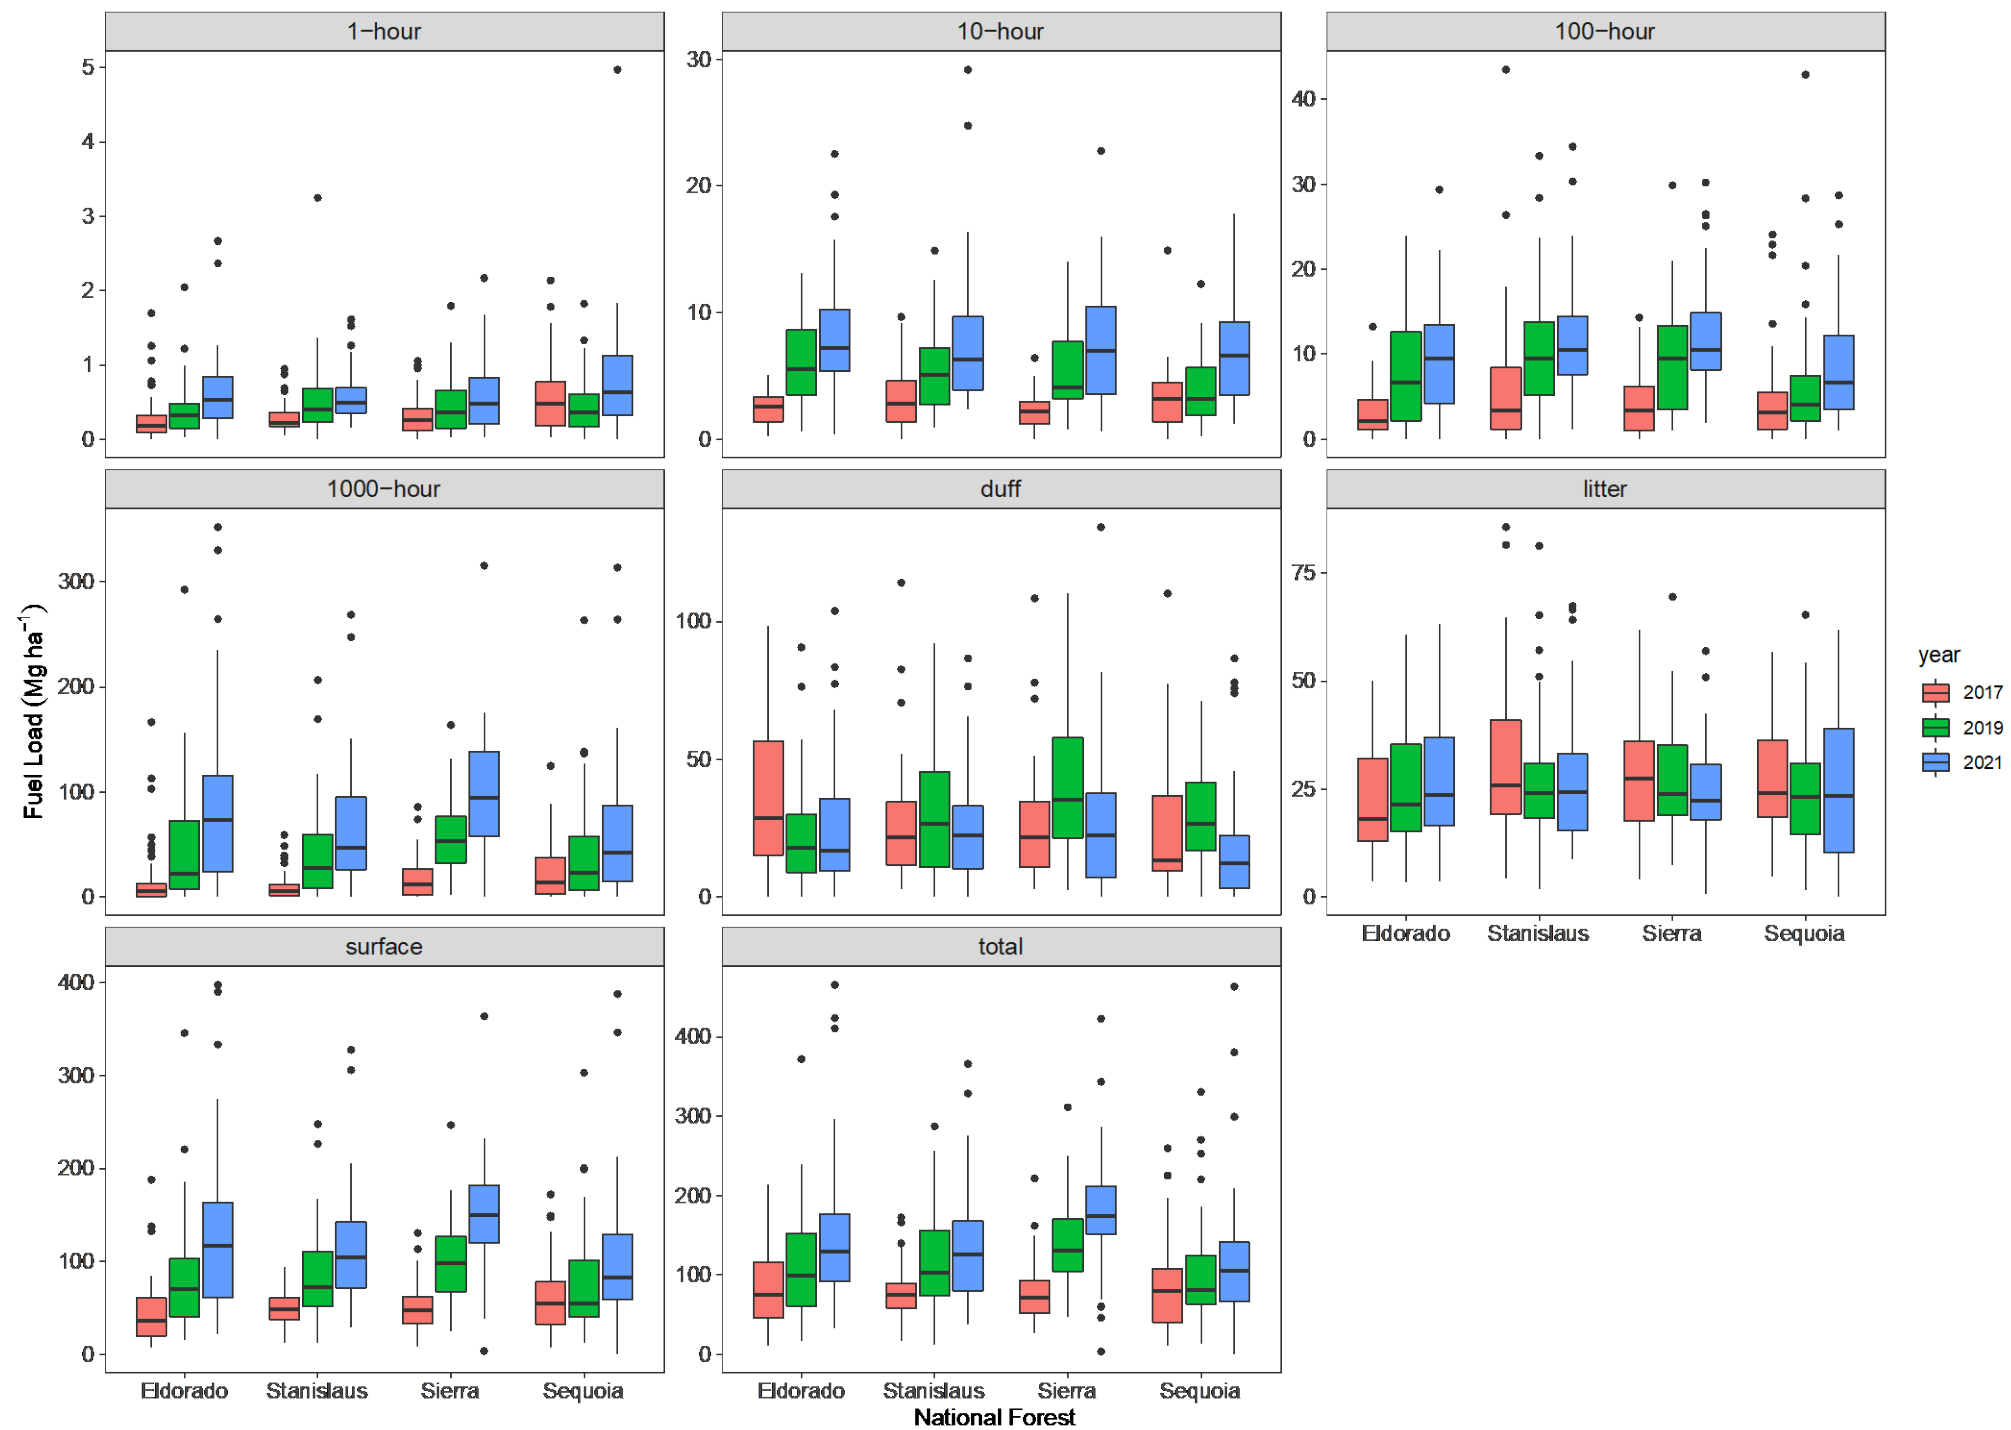 1−hour
10−hour
100−hour
5
4
3
2
1
0
30
20
10
0
40
30
20
10
0
1000−hour
duff
litter
300
200
100
0
100
50
0
75
50
25
0
Eldorado Stanislaus Sierra Sequoia
surface
total
400
300
200
100
0
400
300
200
100
0
Eldorado Stanislaus Sierra Sequoia
Eldorado Stanislaus Sierra Sequoia
National Forest
Fuel Load (Mg ha⁻¹)
year
2017
2019
2021